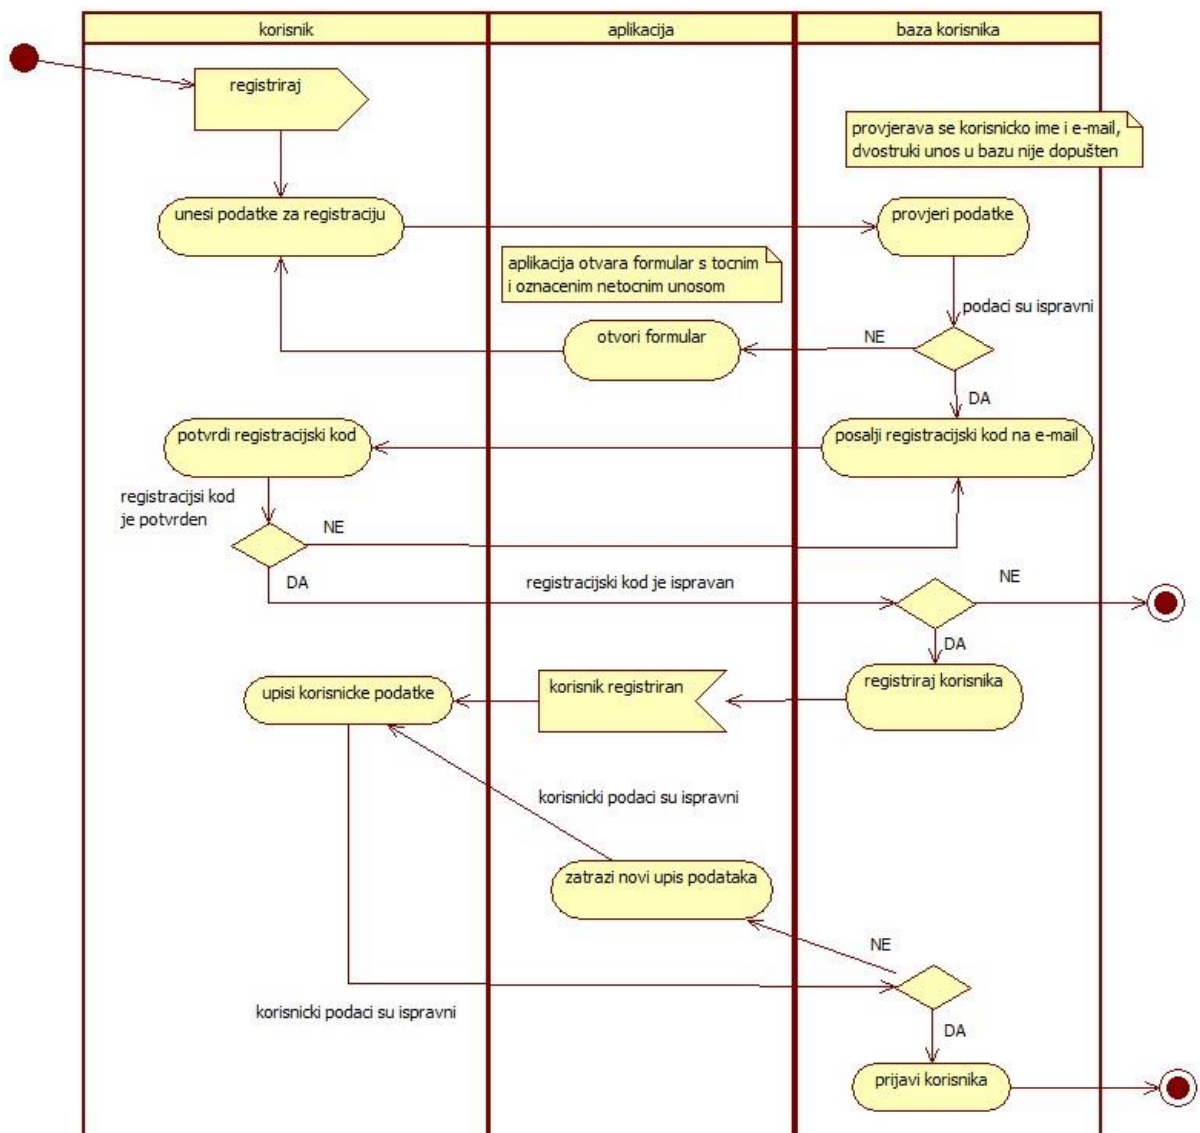 korisnik
aplikacija
baza korisnika
registriraj
provjerava se korisnicko ime i e-mail,
dvostruki unos u bazu nije dopušten
unesi podatke za registraciju
provjeri podatke
aplikacija otvara formular s tocnim
i oznacenim netocnim unosom
podaci su ispravni
otvori formular
NE
DA
potvrdi registracijski kod
posalji registracijski kod na e-mail
registracijsi kod
je potvrden
NE
DA
registracijski kod je ispravan
NE
DA
upisi korisnicke podatke
korisnik registriran
registriraj korisnika
korisnicki podaci su ispravni
zatrazi novi upis podataka
NE
korisnicki podaci su ispravni
DA
prijavi korisnika